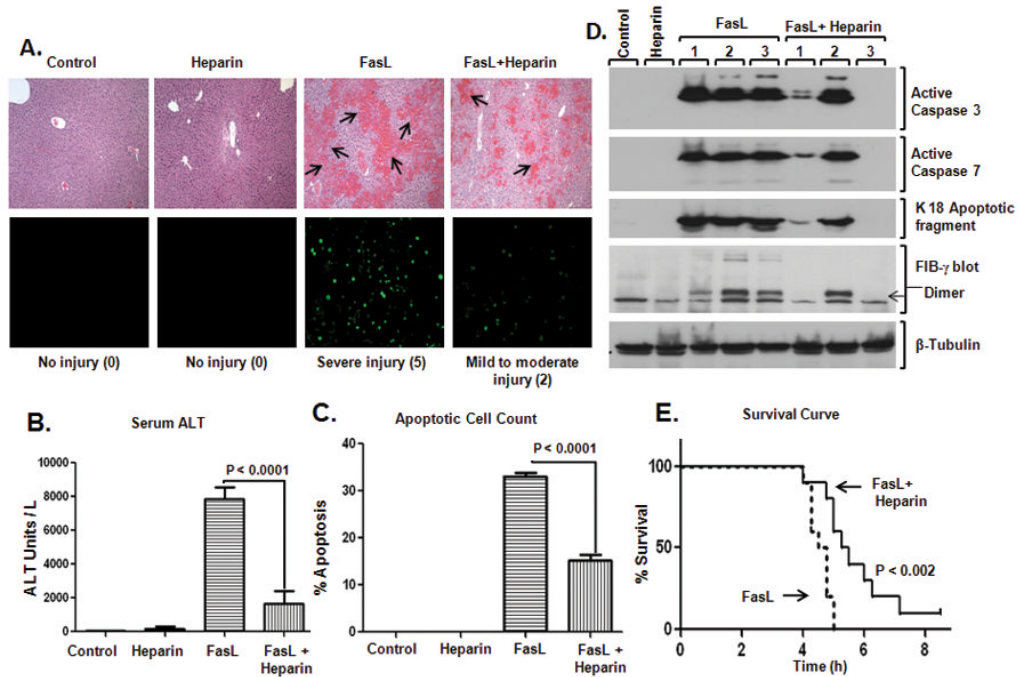 A.
Control Heparin FasL FasL+Heparin
No injury (0) No injury (0) Severe injury (5) Mild to moderate
injury (2)
B.
Serum ALT
ALT Units / L
10000
8000
6000
4000
2000
0
P < 0.0001
Control Heparin FasL FasL +
Heparin
C.
Apoptotic Cell Count
% Apoptosis
40
30
20
10
0
P < 0.0001
Control Heparin FasL FasL +
Heparin
D.
Control
Heparin
FasL FasL+ Heparin
1 2 3 1 2 3
Active
Caspase 3
Active
Caspase 7
K18 Apoptotic
fragment
FIB-γ blot
Dimer
β-Tubulin
E.
Survival Curve
% Survival
100
50
0
FasL+
Heparin
P < 0.002
FasL
0 2 4 6 8
Time (h)